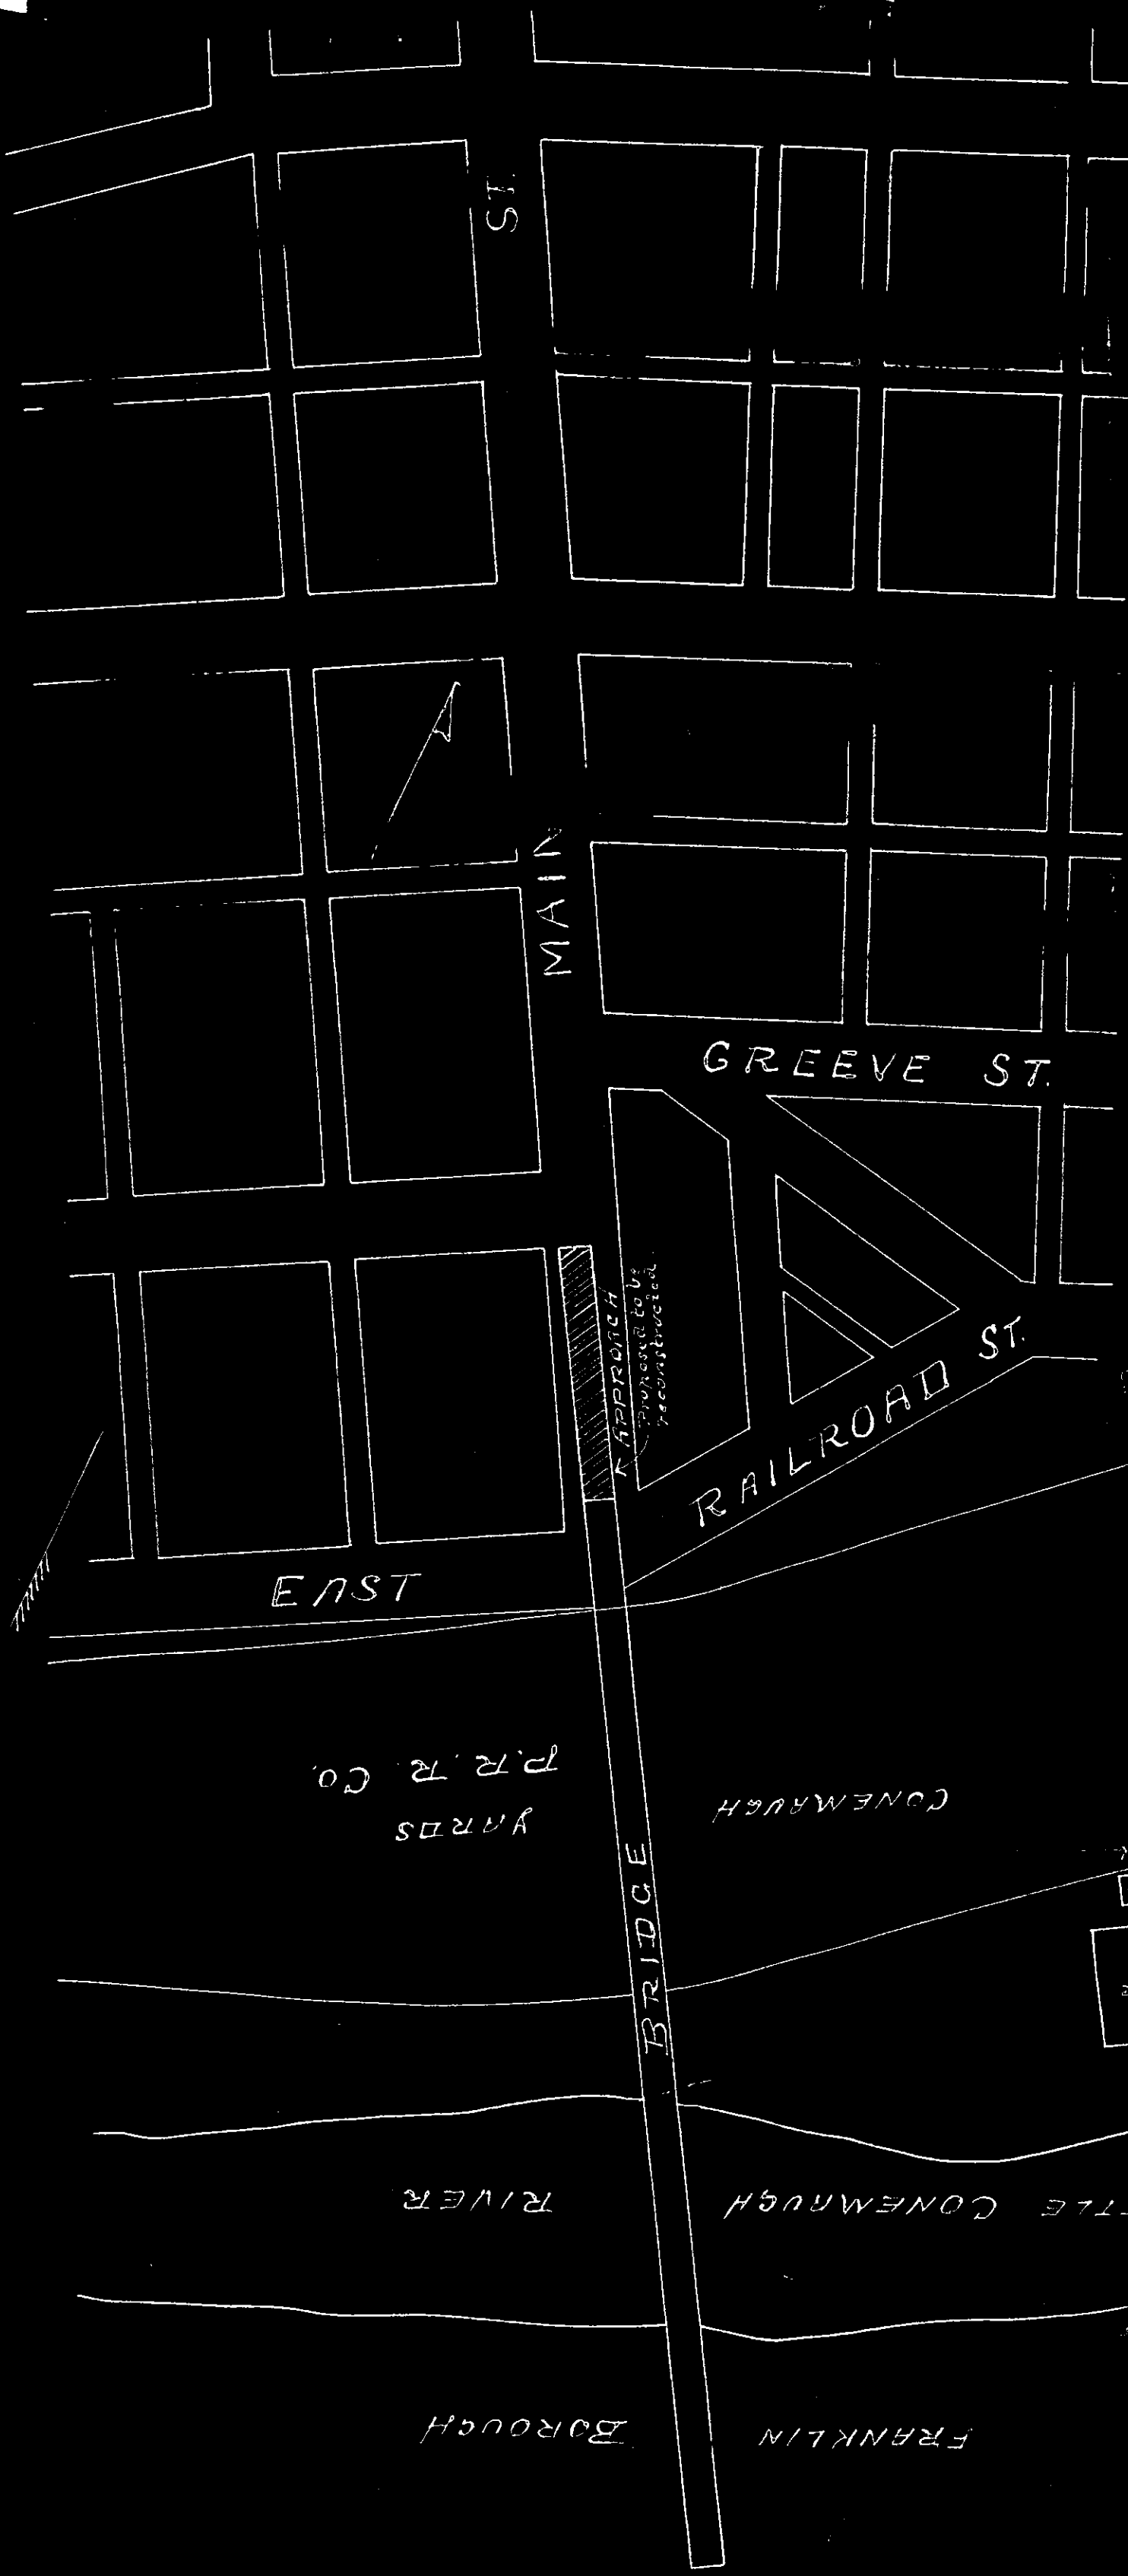 MAIN ST.
GREEVE ST.
APPROACH
Proposed to be
reconstructed.
RAILROAD ST.
EAST
P.R.R. CO.
YARDS
CONEMAUGH
BRIDGE
RIVER
TLE CONEMAUGH
BOROUGH
FRANKLIN